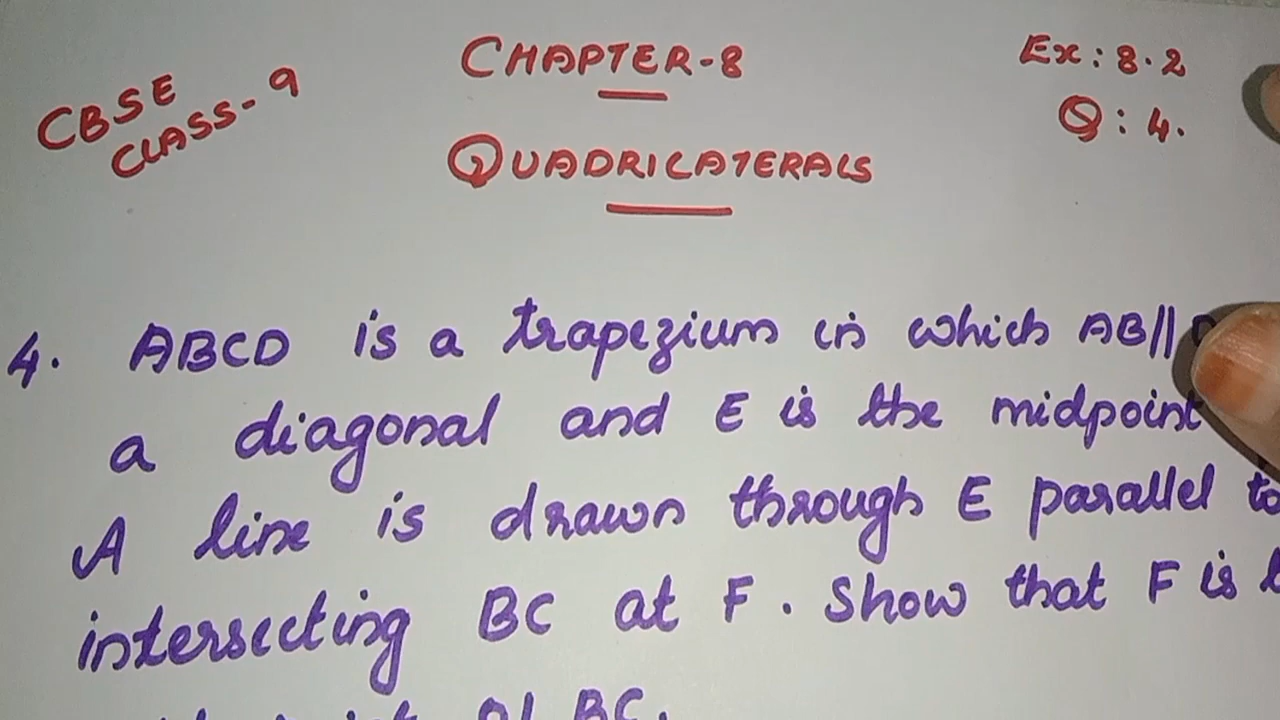 CBSE
CLASS-9
CHAPTER-8
QUADRILATERALS
Ex: 8.2
Q: 4.
4. ABCD is a trapezium in which AB||
a diagonal and E is the midpoint
A line is drawn through E parallel to
intersecting BC at F. Show that F is
BC.